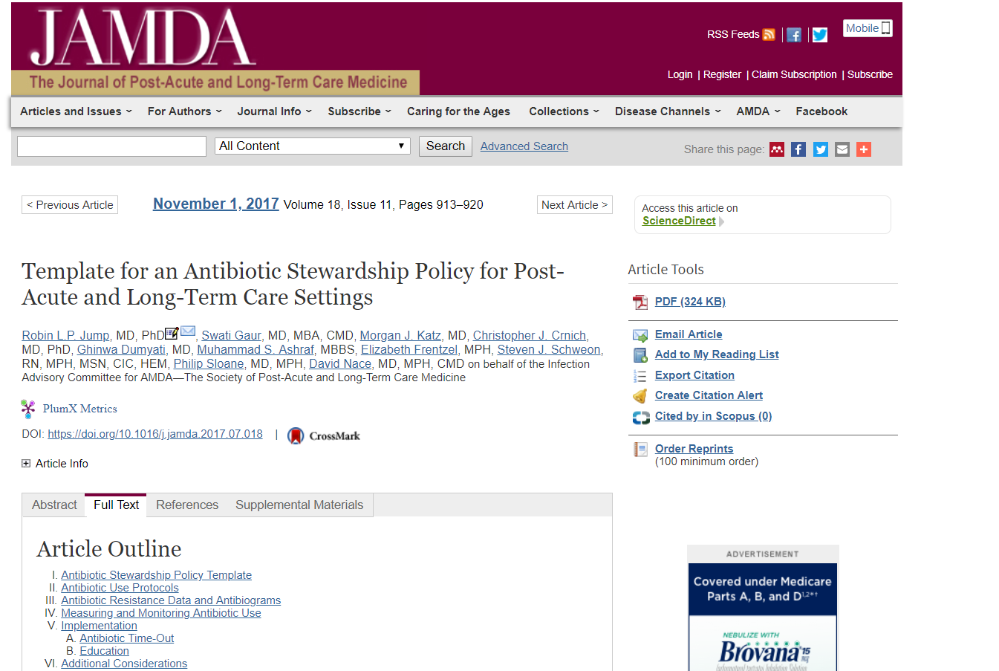 JAMDA
The Journal of Post-Acute and Long-Term Care Medicine
RSS Feeds
Mobile
Login | Register | Claim Subscription | Subscribe
Articles and Issues For Authors Journal Info Subscribe Caring for the Ages Collections Disease Channels AMDA Facebook
All Content Search Advanced Search Share this page:
< Previous Article November 1, 2017 Volume 18, Issue 11, Pages 913–920 Next Article >
Access this article on
ScienceDirect
Template for an Antibiotic Stewardship Policy for Post-
Acute and Long-Term Care Settings
Robin L.P. Jump, MD, PhD, Swati Gaur, MD, MBA, CMD, Morgan J. Katz, MD, Christopher J. Crnich,
MD, PhD, Ghinwa Dumyati, MD, Muhammad S. Ashraf, MBBS, Elizabeth Frentzel, MPH, Steven J. Schweon,
RN, MPH, MSN, CIC, HEM, Philip Sloane, MD, MPH, David Nace, MD, MPH, CMD on behalf of the Infection
Advisory Committee for AMDA—The Society of Post-Acute and Long-Term Care Medicine
PlumX Metrics
DOI: https://doi.org/10.1016/j.jamda.2017.07.018 | CrossMark
Article Info
Abstract Full Text References Supplemental Materials
Article Outline
I. Antibiotic Stewardship Policy Template
II. Antibiotic Use Protocols
III. Antibiotic Resistance Data and Antibiograms
IV. Measuring and Monitoring Antibiotic Use
V. Implementation
A. Antibiotic Time-Out
B. Education
VI. Additional Considerations
Article Tools
PDF (324 KB)
Email Article
Add to My Reading List
Export Citation
Create Citation Alert
Cited by in Scopus (0)
Order Reprints
(100 minimum order)
ADVERTISEMENT
Covered under Medicare
Parts A, B, and D1,2*†
NEBULIZE WITH
Brovana 15
mcg